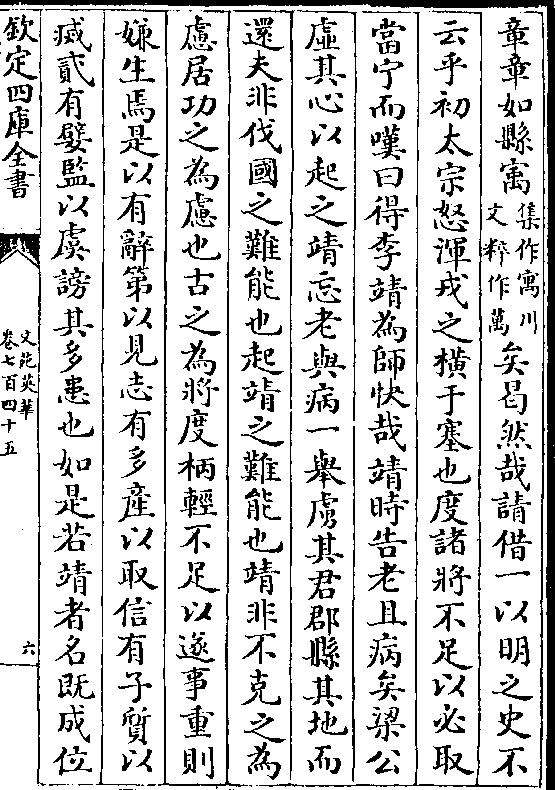 章章如縣寓集作寓川文粹作萬矣曷然哉請借一以明之史不
云乎初太宗怒渾戎之橫于塞也度諸將不足以必取
當宁而嘆曰得李靖為師快哉靖時告老且病矣梁公
虛其心以起之靖忘老與病一舉虜其君郡縣其地而
還夫非伐國之難能也起靖之難能也靖非不克之為
慮居功之為慮也古之為將度柄輕不足以遂事重則
嫌生焉是以有辭第以見志有多產以取信有子質以
滅貳有嬖監以虞謗其多患也如是若靖者名既成位
欽定四庫全書
文苑英華
卷七百四十五
六